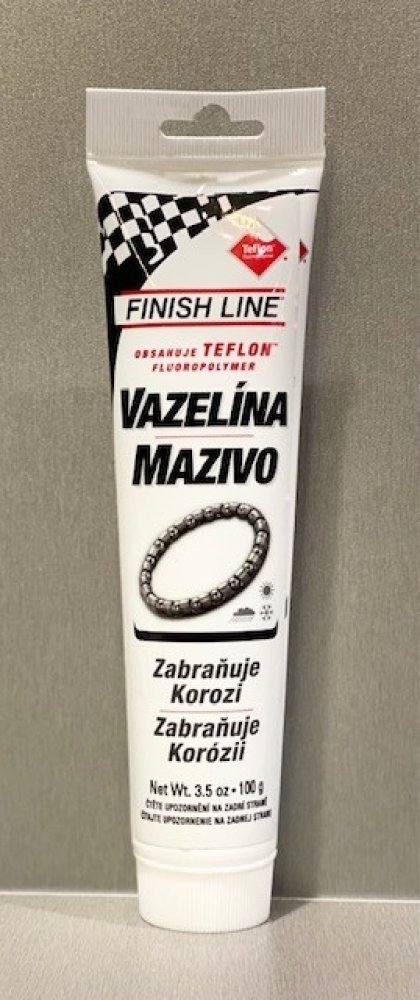 Teflon
FINISH LINE
OBSAHUJE TEFLON™
FLUOROPOLYMER
VAZELÍNA
MAZIVO
Zabraňuje
Korozi
Zabraňuje
Korózii
Net Wt. 3.5 oz • 100 g
ČTĚTE UPOZORNĚNÍ NA ZADNÍ STRANĚ
ČÍTAJTE UPOZORNENIE NA ZADNEJ STRANE